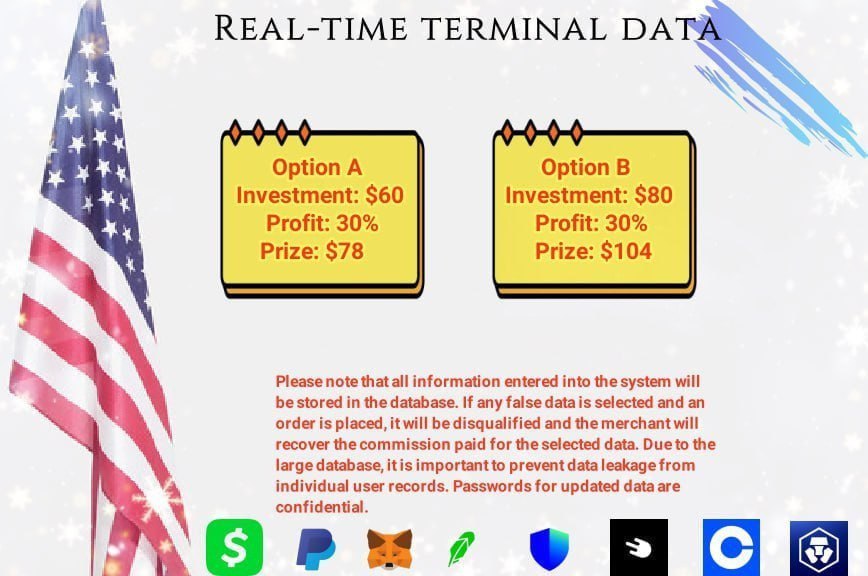 Real-time terminal data
Option A
Investment: $60
Profit: 30%
Prize: $78
Option B
Investment: $80
Profit: 30%
Prize: $104
Please note that all information entered into the system will
be stored in the database. If any false data is selected and an
order is placed, it will be disqualified and the merchant will
recover the commission paid for the selected data. Due to the
large database, it is important to prevent data leakage from
individual user records. Passwords for updated data are
confidential.